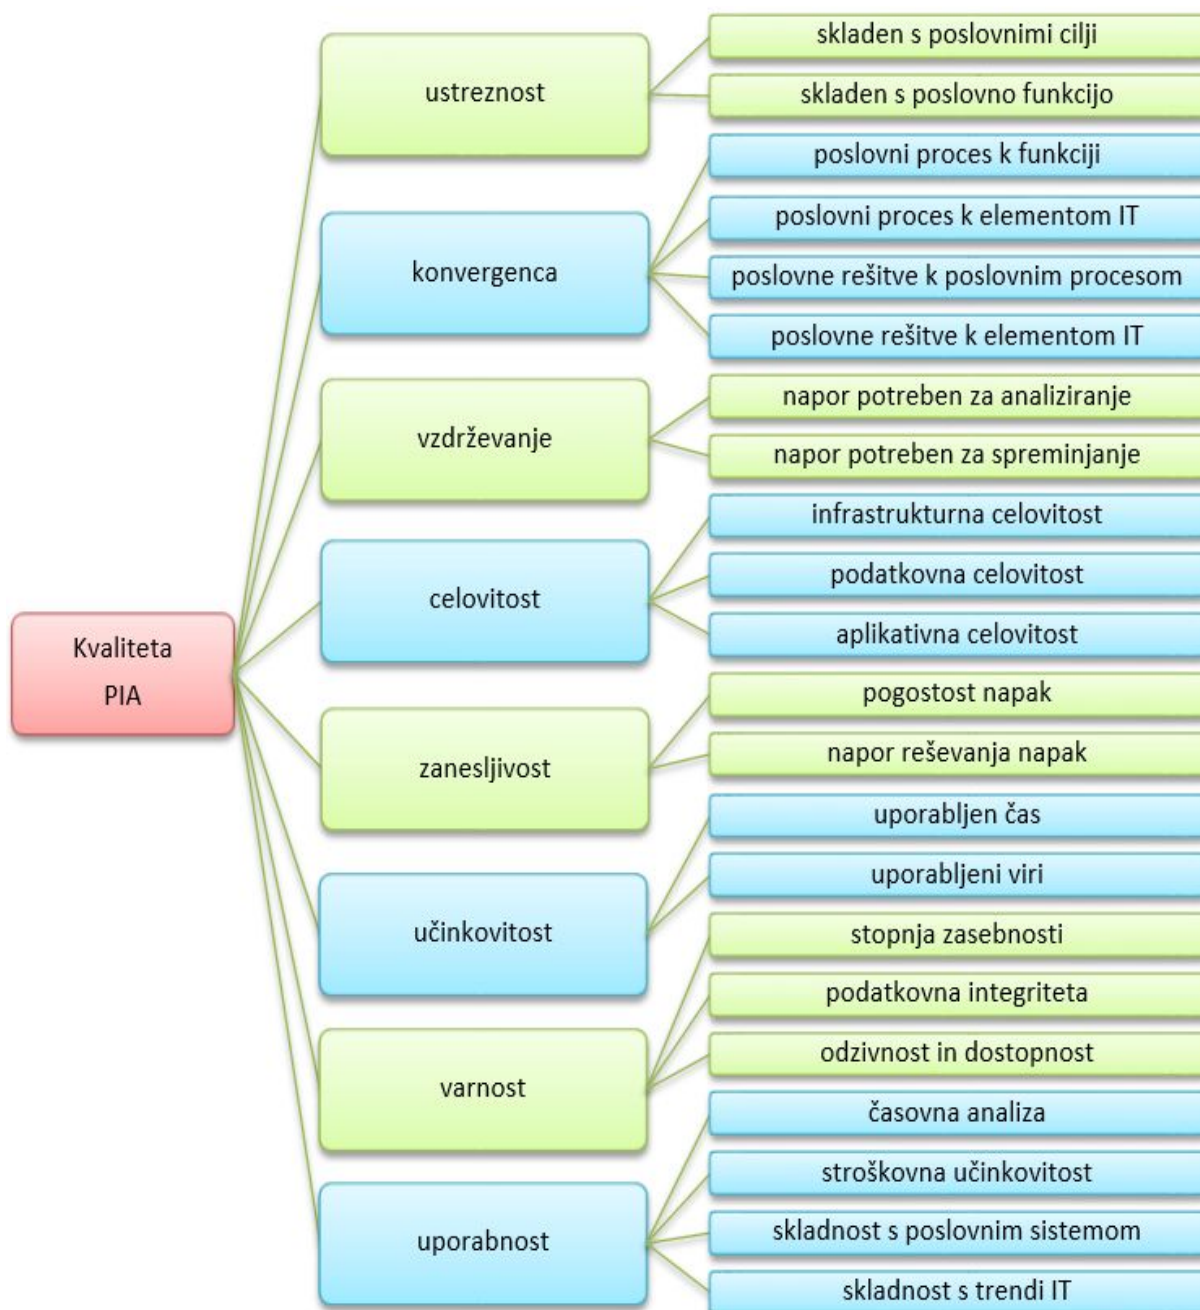 Kvaliteta
PIA
ustreznost
skladen s poslovnimi cilji
skladen s poslovno funkcijo
konvergenca
poslovni proces k funkciji
poslovni proces k elementom IT
poslovne rešitve k poslovnim procesom
poslovne rešitve k elementom IT
vzdrževanje
napor potreben za analiziranje
napor potreben za spreminjanje
celovitost
infrastrukturna celovitost
podatkovna celovitost
aplikativna celovitost
zanesljivost
pogostost napak
napor reševanja napak
učinkovitost
uporabljen čas
uporabljeni viri
varnost
stopnja zasebnosti
podatkovna integriteta
odzivnost in dostopnost
uporabnost
časovna analiza
stroškovna učinkovitost
skladnost s poslovnim sistemom
skladnost s trendi IT